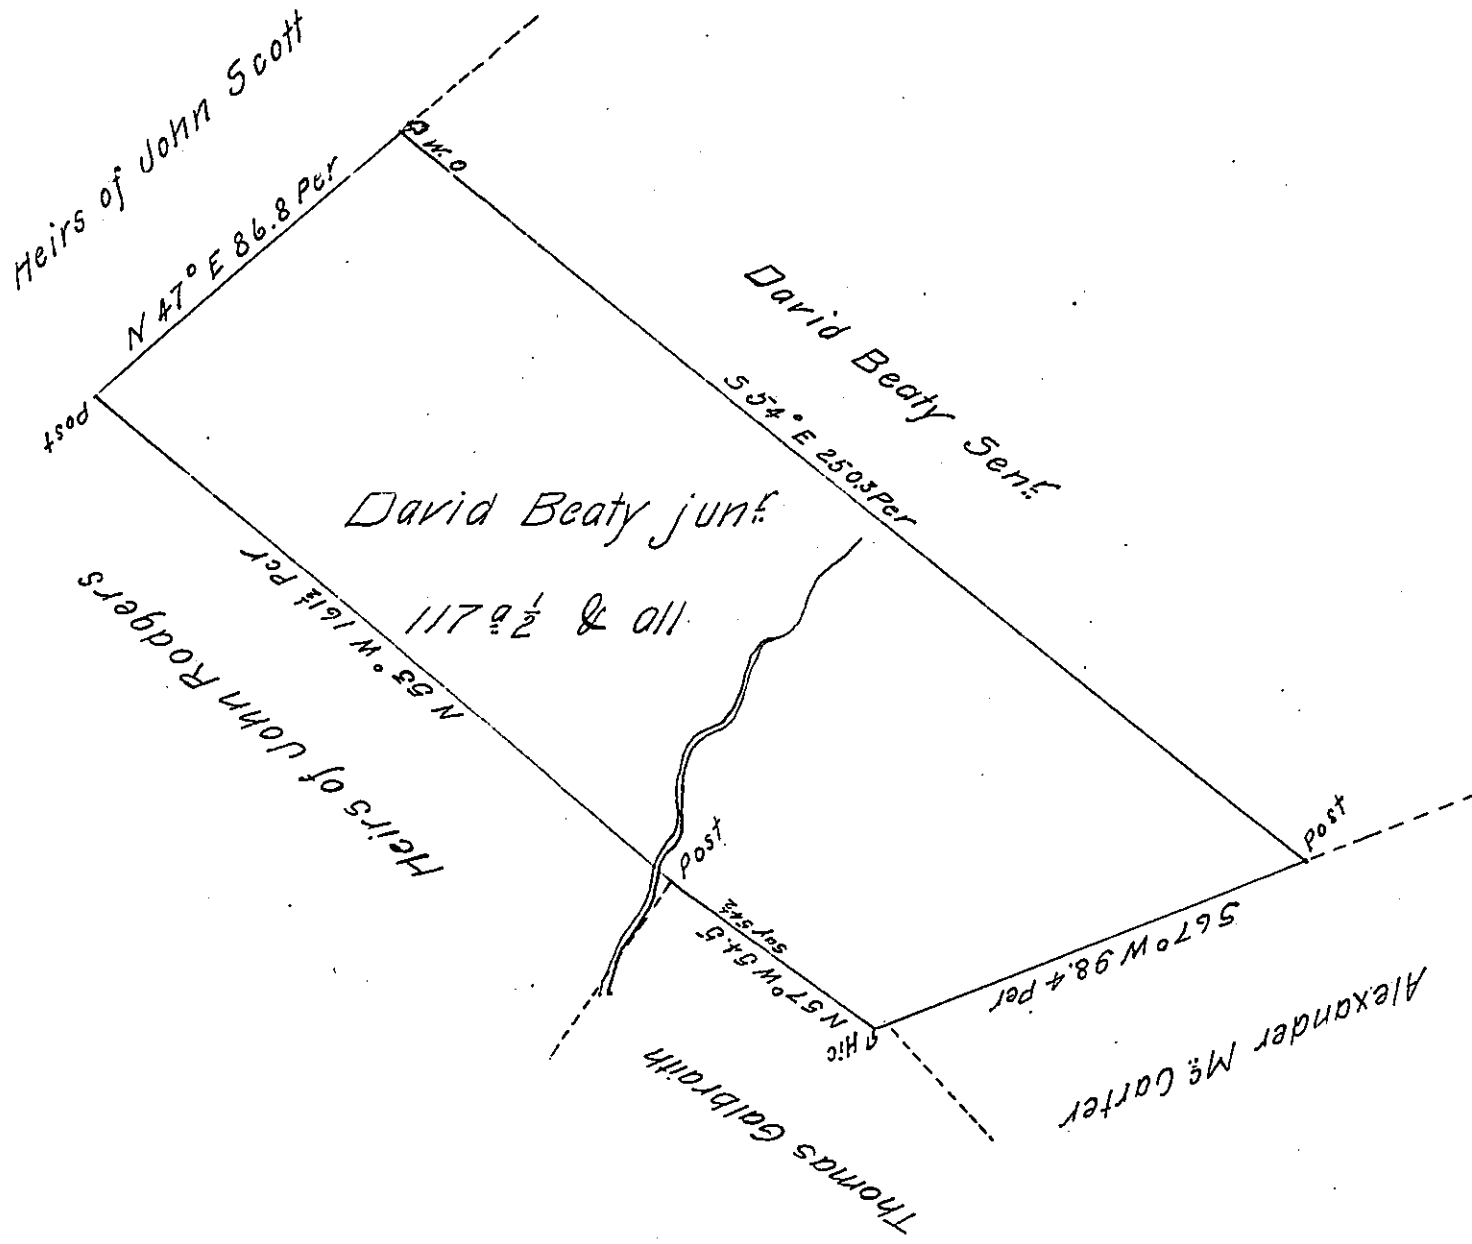 Heirs of John Scott
N 47° E 86.8 Per
W.O
David Beaty Senr
S 54° E 250.3 Per
Post
David Beaty junr
117 a ½ & all
N 53° W 161½ Per
Heirs of John Rodgers
Post
Post
say 54½
N 57° W 54.5
Hic
S 67° W 98.4 Per
Alexander Mc Carter
Thomas Galbraith